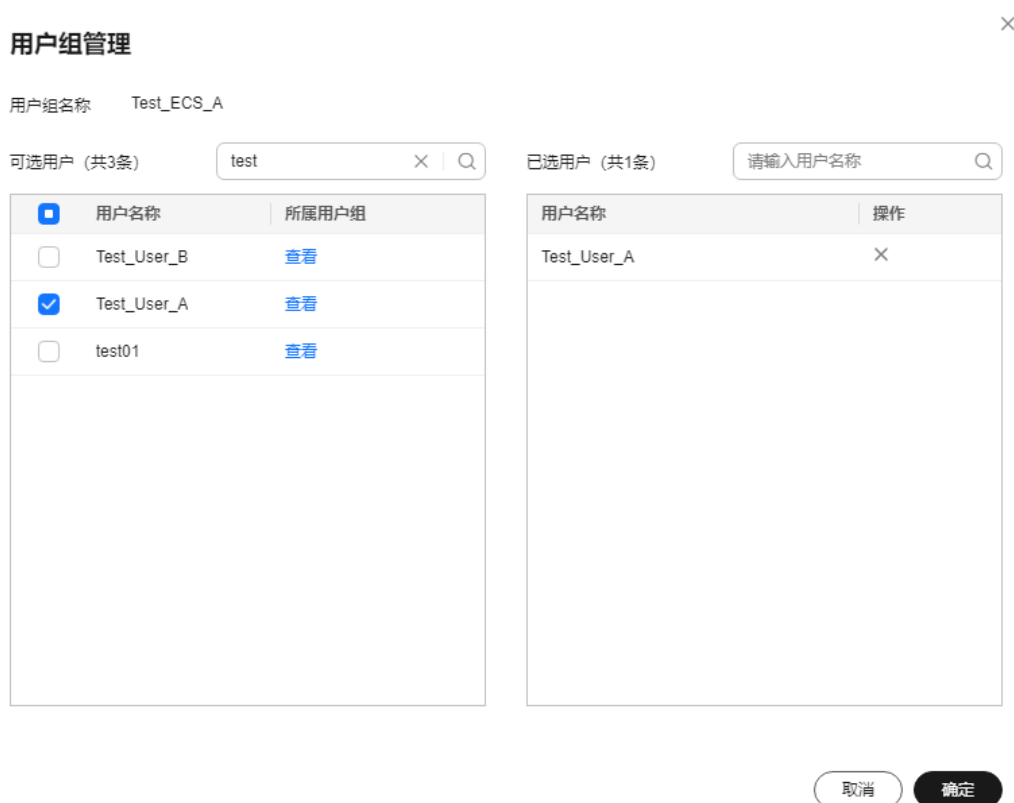 用户组管理
用户组名称 Test_ECS_A
可选用户（共3条） test
用户名称 所属用户组
Test_User_B 查看
Test_User_A 查看
test01 查看
已选用户（共1条） 请输入用户名称
用户名称 操作
Test_User_A
取消 确定